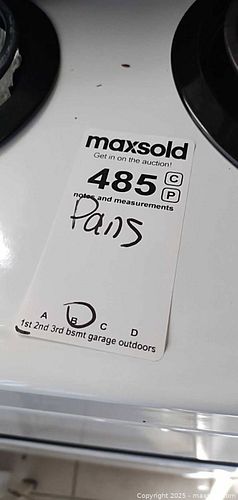 maxsold
Get in on the auction!
485 C
P
notes and measurements
Pans
A B C D
1st 2nd 3rd bsmt garage outdoors
Copyright 2025 - maxsold.com